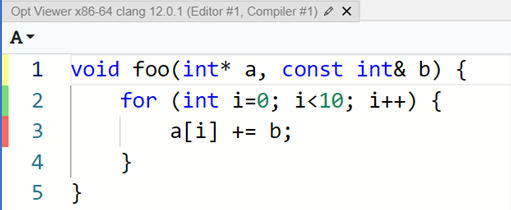 Opt Viewer x86-64 clang 12.0.1 (Editor #1, Compiler #1)
A
1 void foo(int* a, const int& b) {
2 for (int i=0; i<10; i++) {
3 a[i] += b;
4 }
5 }